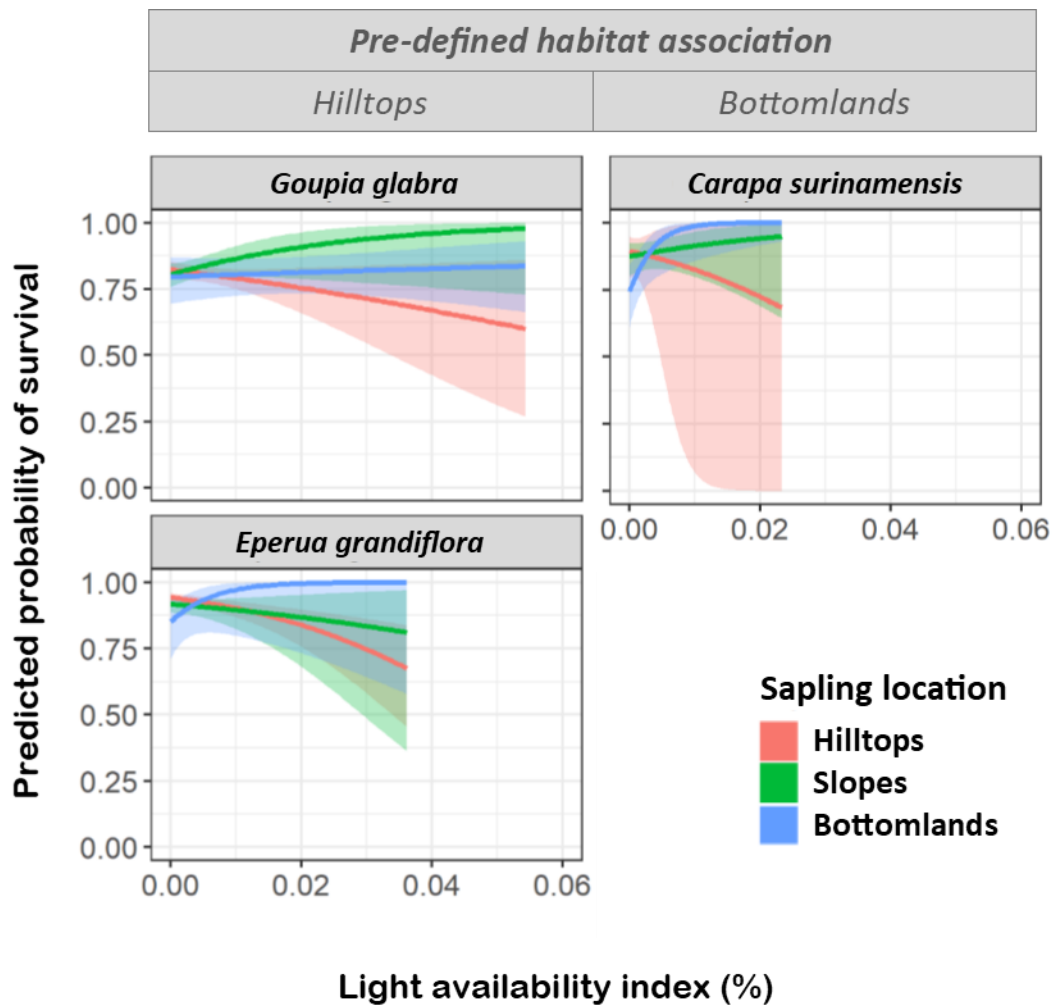 Pre-defined habitat association
Hilltops
Bottomlands
Goupia glabra
Carapa surinamensis
1.00
0.75
0.50
0.25
0.00
0.00
0.02
0.04
0.06
Eperua grandiflora
1.00
0.75
0.50
0.25
0.00
0.00
0.02
0.04
0.06
Predicted probability of survival
Light availability index (%)
Sapling location
Hilltops
Slopes
Bottomlands